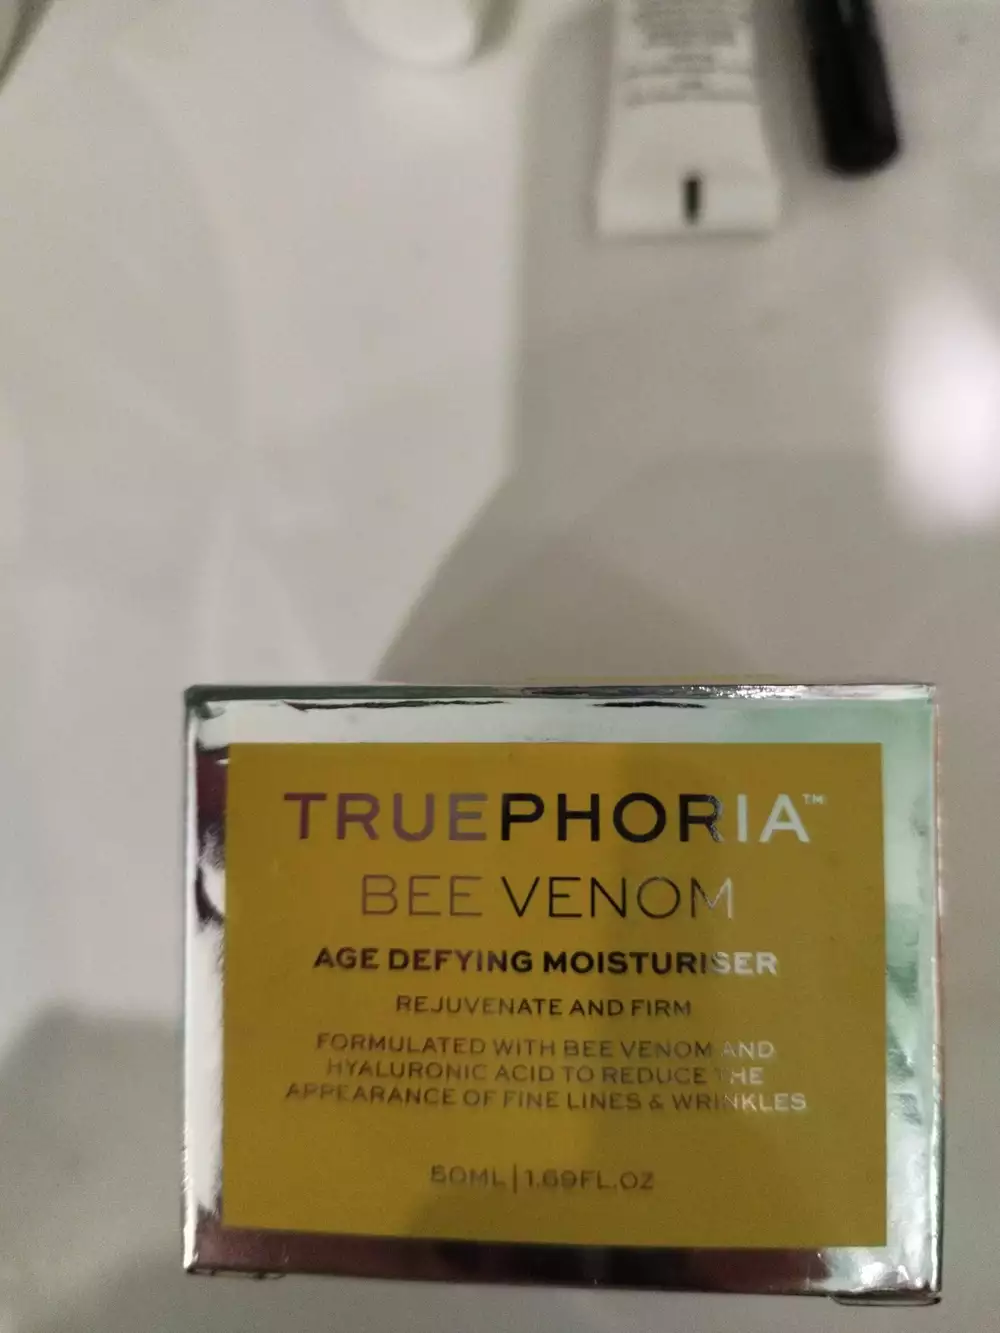 TRUEPHORIA™
BEE VENOM
AGE DEFYING MOISTURISER
REJUVENATE AND FIRM
FORMULATED WITH BEE VENOM AND
HYALURONIC ACID TO REDUCE THE
APPEARANCE OF FINE LINES & WRINKLES
50ML | 1.69FL.OZ